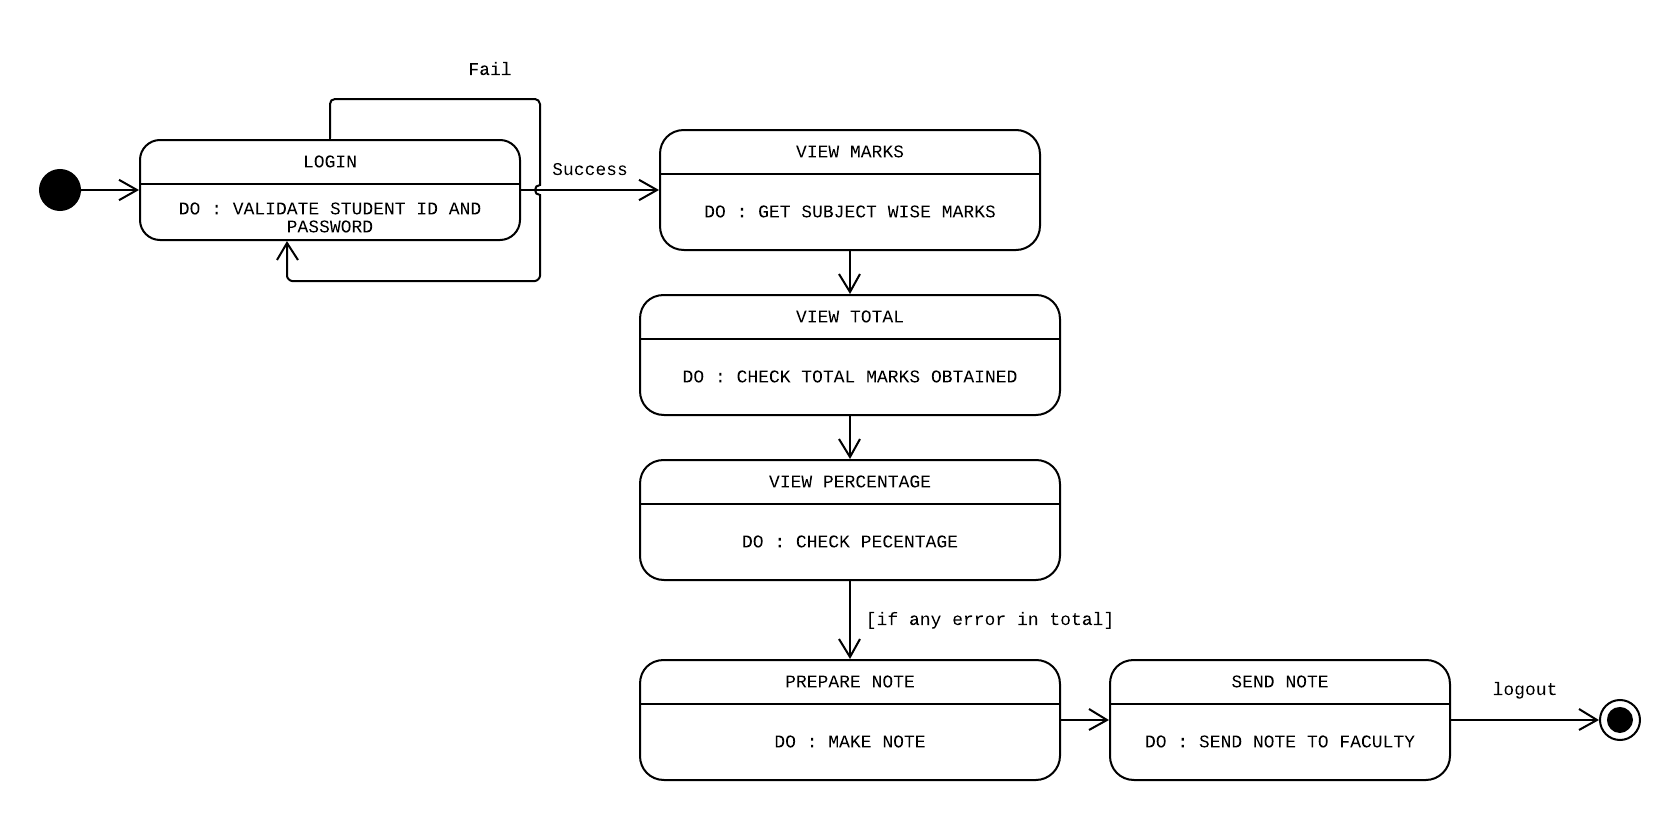 Fail
LOGIN
DO : VALIDATE STUDENT ID AND
PASSWORD
Success
VIEW MARKS
DO : GET SUBJECT WISE MARKS
VIEW TOTAL
DO : CHECK TOTAL MARKS OBTAINED
VIEW PERCENTAGE
DO : CHECK PECENTAGE
[if any error in total]
PREPARE NOTE
DO : MAKE NOTE
SEND NOTE
DO : SEND NOTE TO FACULTY
logout